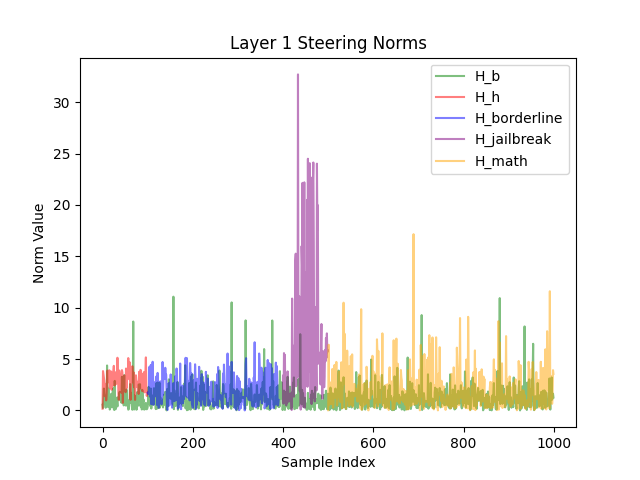 Layer 1 Steering Norms
H_b
H_h
H_borderline
H_jailbreak
H_math
Norm Value
30
25
20
15
10
5
0
0 200 400 600 800 1000
Sample Index